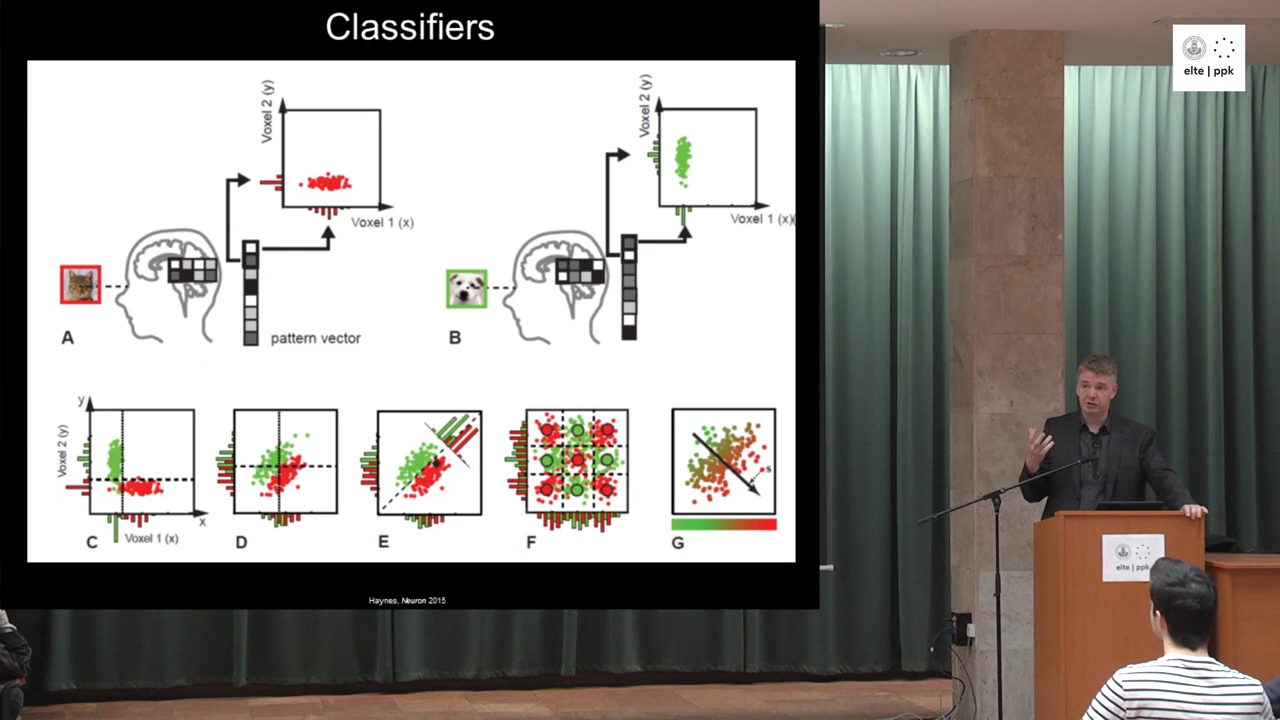 Classifiers
Voxel 2 (y)
Voxel 1 (x)
A
pattern vector
Voxel 2 (y)
Voxel 1 (x)
B
y
Voxel 2 (y)
x
C
Voxel 1 (x)
D
E
F
s
G
Haynes, Neuron 2015
elte | ppk
elte | ppk